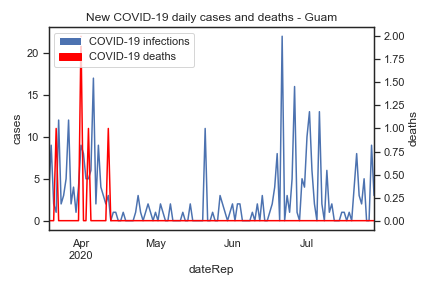 New COVID-19 daily cases and deaths - Guam
COVID-19 infections
COVID-19 deaths
20
15
10
5
0
cases
2.00
1.75
1.50
1.25
1.00
0.75
0.50
0.25
0.00
deaths
Apr
2020
May
Jun
Jul
dateRep